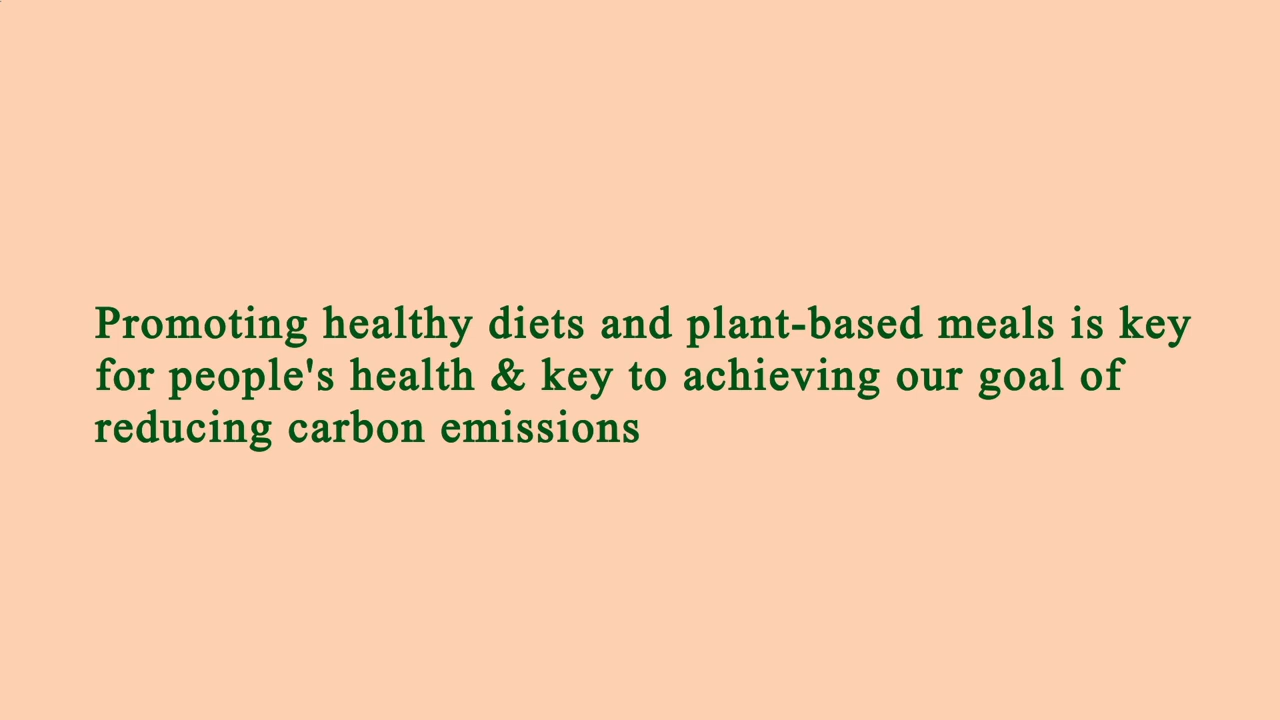 Promoting healthy diets and plant-based meals is key
for people's health & key to achieving our goal of
reducing carbon emissions